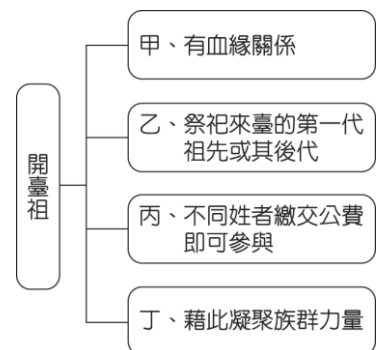 開臺祖
甲、有血緣關係
乙、祭祀來臺的第一代
祖先或其後代
丙、不同姓者繳交公費
即可參與
丁、藉此凝聚族群力量